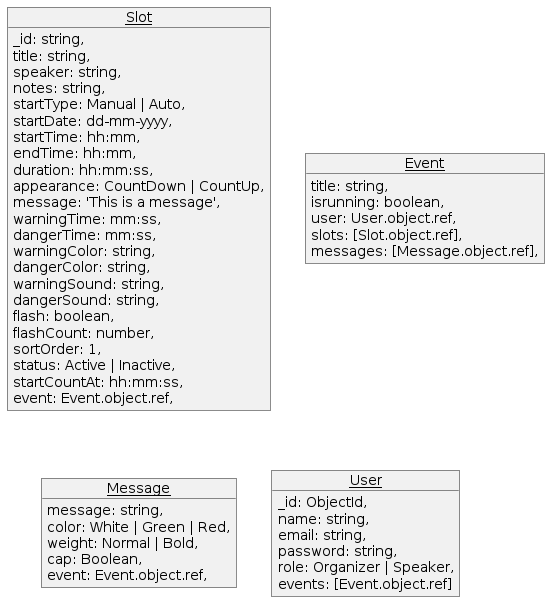 Slot
_id: string,
title: string,
speaker: string,
notes: string,
startType: Manual | Auto,
startDate: dd-mm-yyyy,
startTime: hh:mm,
endTime: hh:mm,
duration: hh:mm:ss,
appearance: CountDown | CountUp,
message: 'This is a message',
warningTime: mm:ss,
dangerTime: mm:ss,
warningColor: string,
dangerColor: string,
warningSound: string,
dangerSound: string,
flash: boolean,
flashCount: number,
sortOrder: 1,
status: Active | Inactive,
startCountAt: hh:mm:ss,
event: Event.object.ref,
Event
title: string,
isrunning: boolean,
user: User.object.ref,
slots: [Slot.object.ref],
messages: [Message.object.ref],
Message
message: string,
color: White | Green | Red,
weight: Normal | Bold,
cap: Boolean,
event: Event.object.ref,
User
_id: ObjectId,
name: string,
email: string,
password: string,
role: Organizer | Speaker,
events: [Event.object.ref]